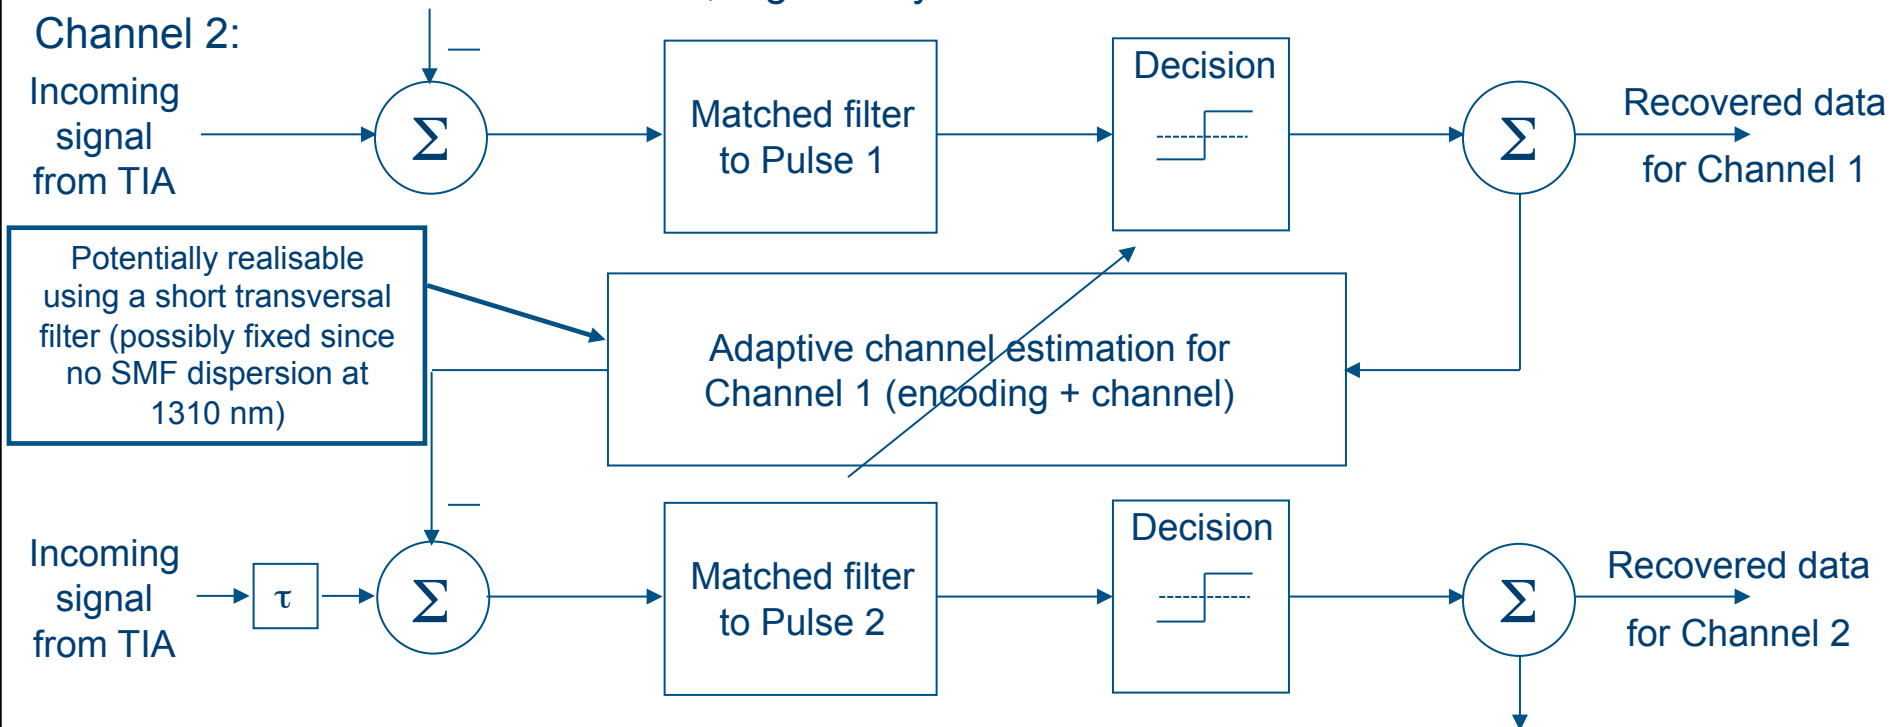 Channel 2:
Incoming
signal
from TIA
—
Σ
Matched filter
to Pulse 1
Decision
Σ
Recovered data
for Channel 1
Potentially realisable
using a short transversal
filter (possibly fixed since
no SMF dispersion at
1310 nm)
Adaptive channel estimation for
Channel 1 (encoding + channel)
Incoming
signal
from TIA
τ
—
Σ
Matched filter
to Pulse 2
Decision
Σ
Recovered data
for Channel 2